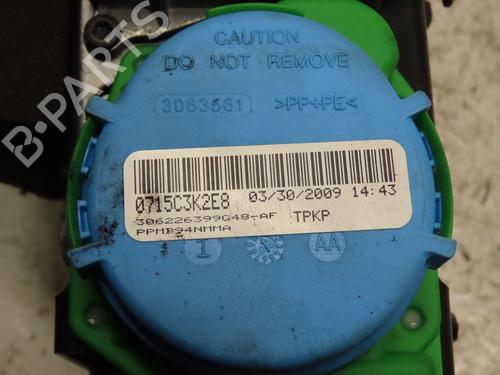 CAUTION
DO NOT REMOVE
3063561 >PP+PE<
0715C3K2E8 03/30/2009 14:43
306226399G48-AF TPKP
PPMB94NMMA
1 AA
B-PARTS